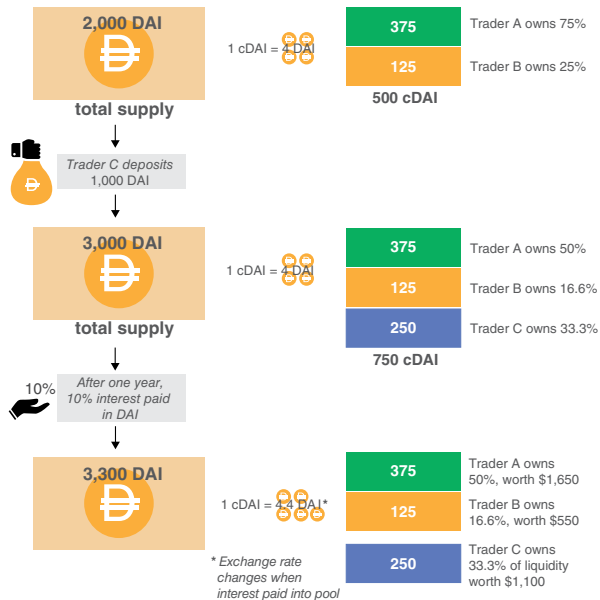 2,000 DAI
total supply
1 cDAI = 4 DAI
375
125
500 cDAI
Trader A owns 75%
Trader B owns 25%
Trader C deposits
1,000 DAI
3,000 DAI
total supply
1 cDAI = 4 DAI
375
125
250
750 cDAI
Trader A owns 50%
Trader B owns 16.6%
Trader C owns 33.3%
10%
After one year,
10% interest paid
in DAI
3,300 DAI
1 cDAI = 4.4 DAI*
* Exchange rate
changes when
interest paid into pool
375
125
250
Trader A owns
50%, worth $1,650
Trader B owns
16.6%, worth $550
Trader C owns
33.3% of liquidity
worth $1,100